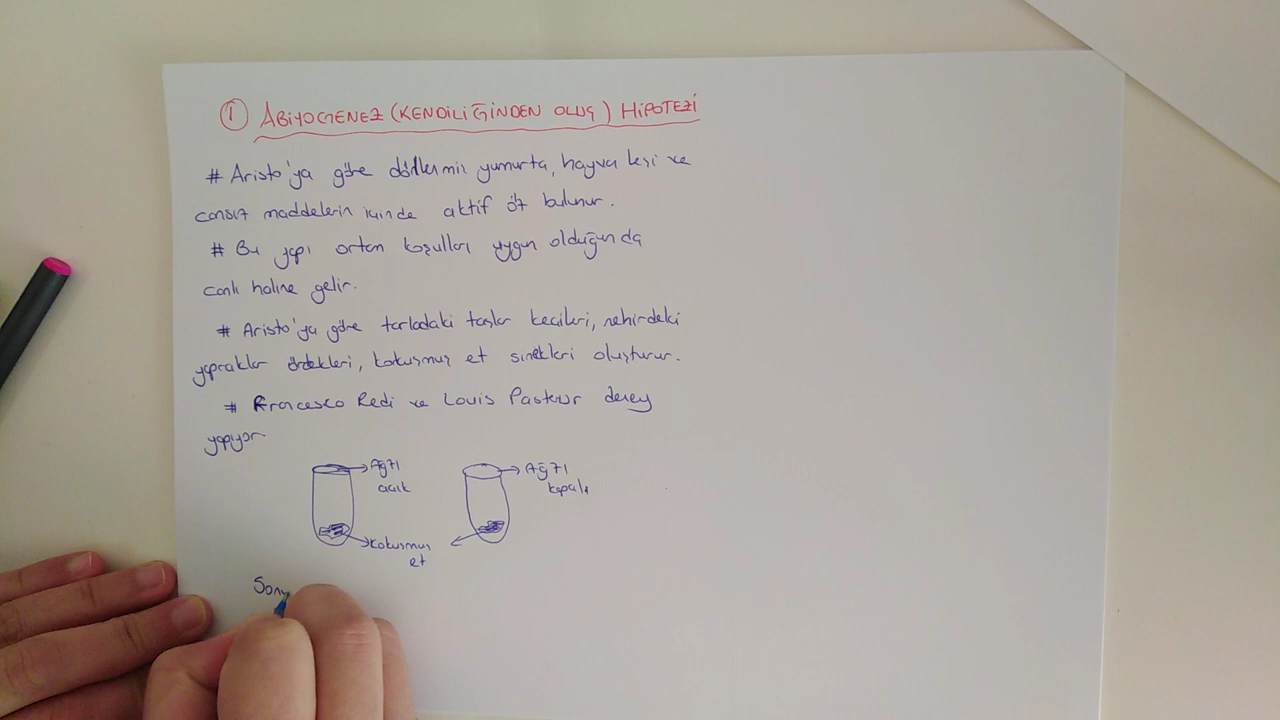 1 ABİYOGENEZ (KENDİLİĞİNDEN OLUŞ) HİPOTEZİ
# Aristo'ya göre döllenmiş yumurta, hayvan leşi ve
cansız maddelerin içinde aktif öz bulunur.
# Bu yapı ortam koşulları uygun olduğunda
canlı haline gelir.
# Aristo'ya göre tarladaki taşlar keçileri, nehirdeki
yapraklar ördekleri, kokuşmuş et sinekleri oluşturur.
# Francesco Redi ve Louis Pasteur deney
yapıyor
Ağzı açık
Ağzı kapalı
kokuşmuş et
Sonu